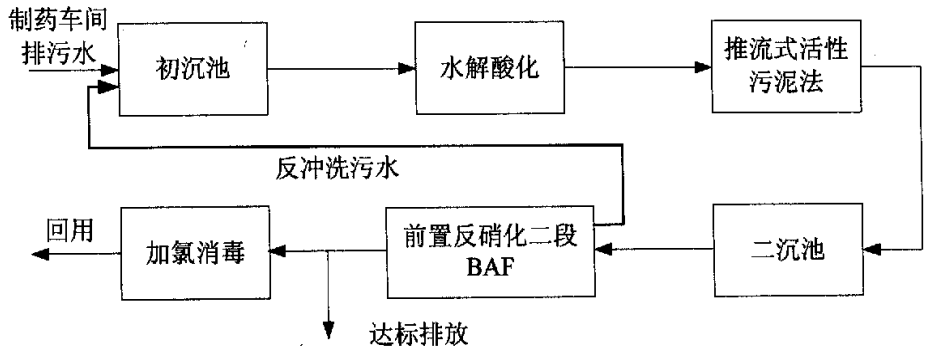 制药车间
排污水
初沉池
水解酸化
推流式活性
污泥法
反冲洗污水
回用
加氯消毒
前置反硝化二段
BAF
二沉池
达标排放